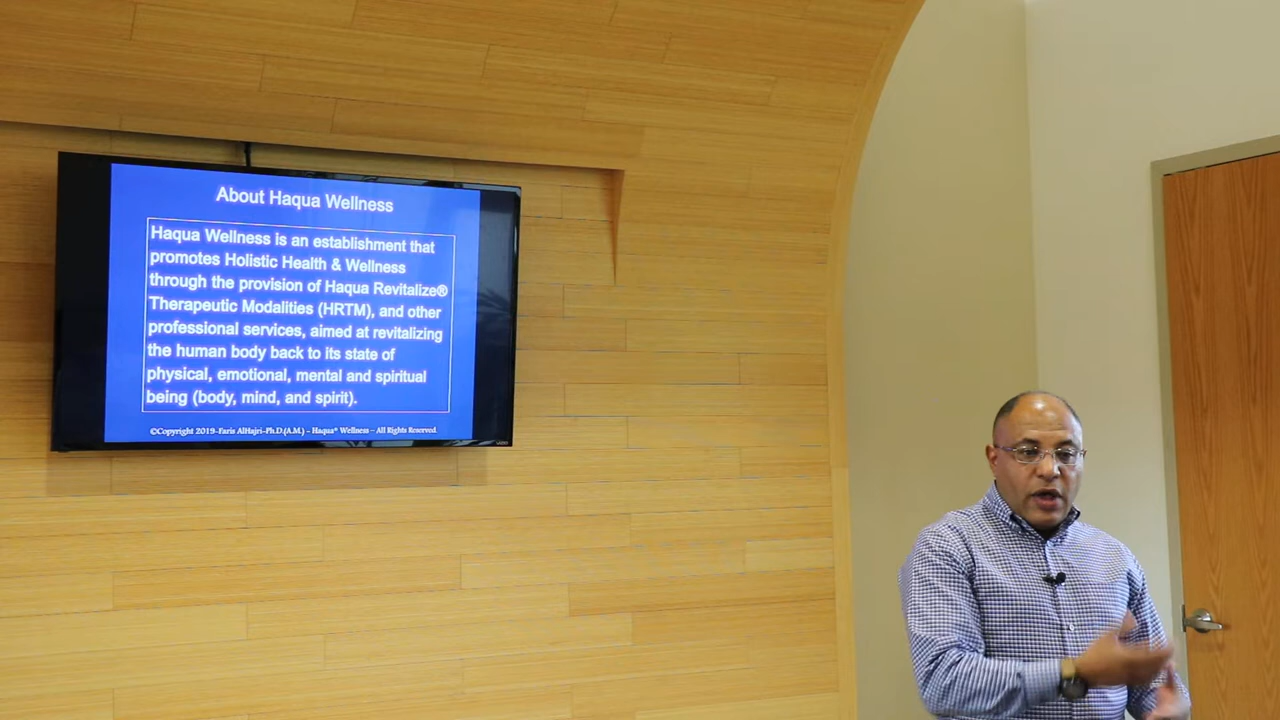 About Haqua Wellness
Haqua Wellness is an establishment that
promotes Holistic Health & Wellness
through the provision of Haqua Revitalize®
Therapeutic Modalities (HRTM), and other
professional services, aimed at revitalizing
the human body back to its state of
physical, emotional, mental and spiritual
being (body, mind, and spirit).
©Copyright 2019-Faris AlHajri-Ph.D.(A.M.) – Haqua® Wellness – All Rights Reserved.